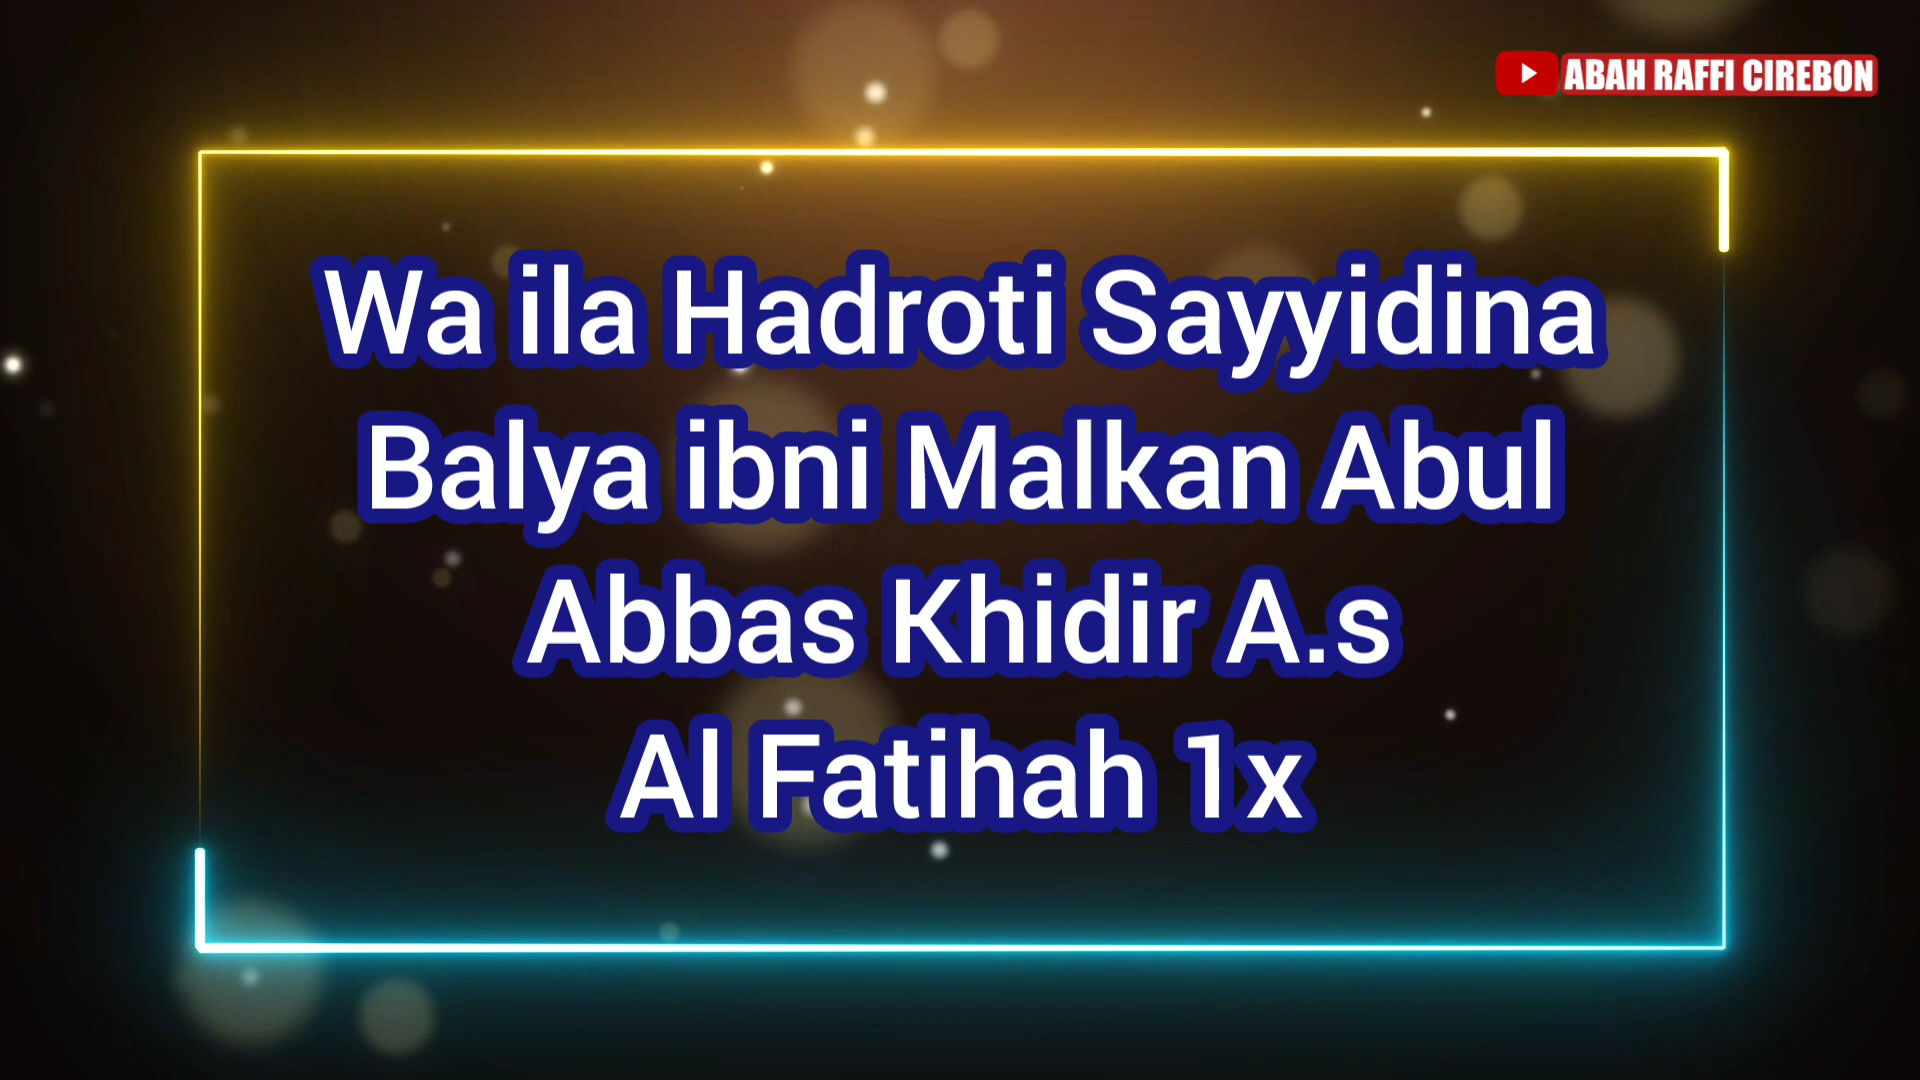 ABAH RAFFI CIREBON
Wa ila Hadroti Sayyidina
Balya ibni Malkan Abul
Abbas Khidir A.s
Al Fatihah 1x